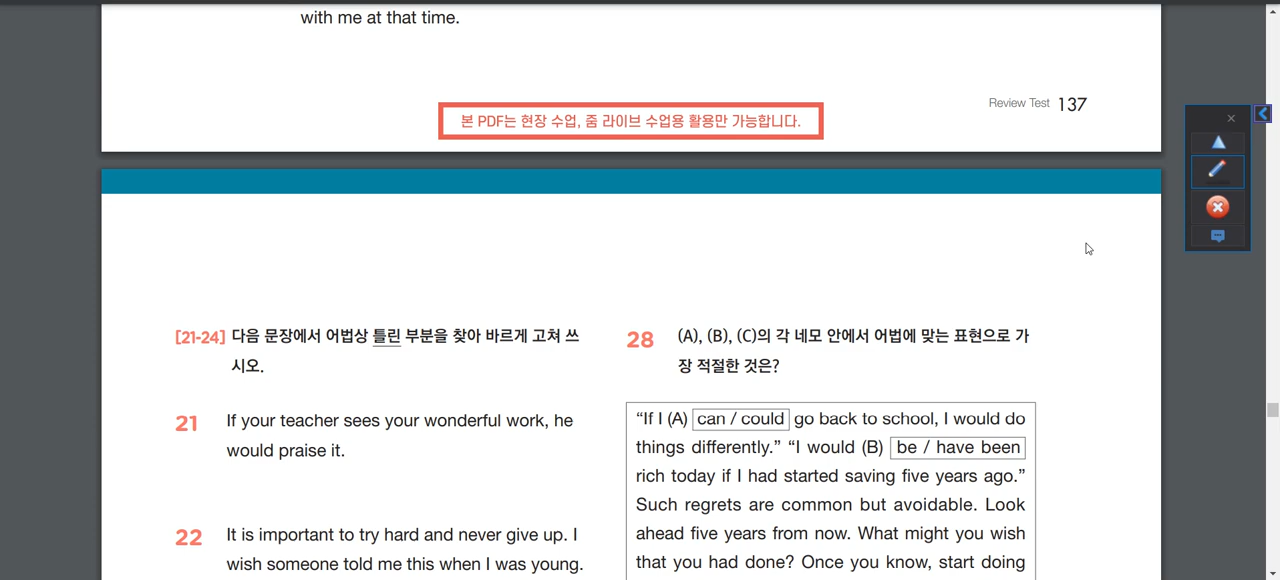 with me at that time.
Review Test 137
본 PDF는 현장 수업, 줌 라이브 수업용 활용만 가능합니다.
[21-24] 다음 문장에서 어법상 틀린 부분을 찾아 바르게 고쳐 쓰
시오.
21 If your teacher sees your wonderful work, he
would praise it.
22 It is important to try hard and never give up. I
wish someone told me this when I was young.
28 (A), (B), (C)의 각 네모 안에서 어법에 맞는 표현으로 가
장 적절한 것은?
“If I (A) can / could go back to school, I would do
things differently.” “I would (B) be / have been
rich today if I had started saving five years ago.”
Such regrets are common but avoidable. Look
ahead five years from now. What might you wish
that you had done? Once you know, start doing